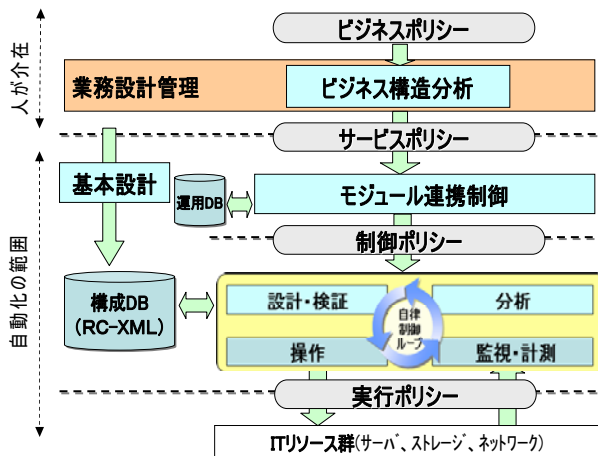 ビジネスポリシー
人が介在
業務設計管理
ビジネス構造分析
サービスポリシー
自動化の範囲
基本設計
運用DB
モジュール連携制御
制御ポリシー
構成DB
(RC-XML)
設計・検証
分析
自律
制御
ループ
操作
監視・計測
実行ポリシー
ITリソース群(サーバ、ストレージ、ネットワーク)